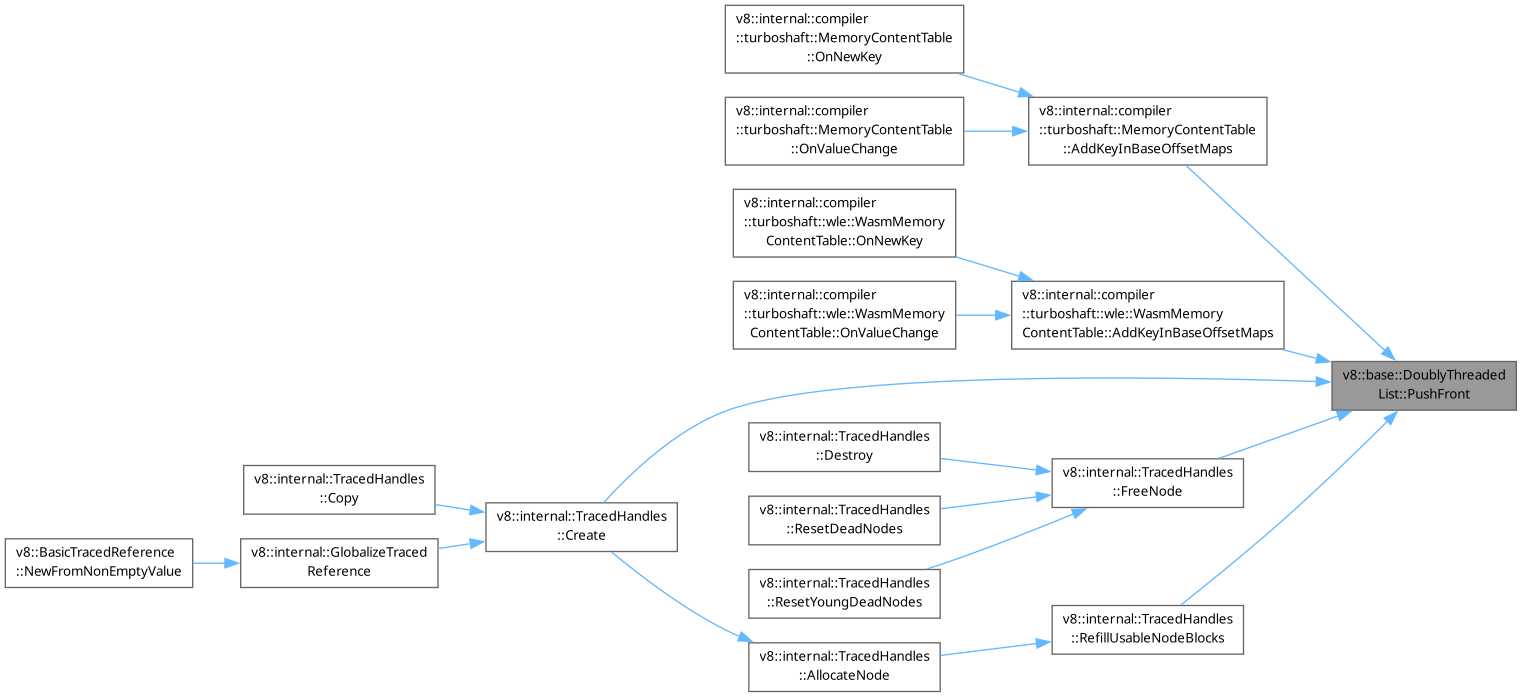 v8::internal::compiler
::turboshaft::MemoryContentTable
::OnNewKey
v8::internal::compiler
::turboshaft::MemoryContentTable
::OnValueChange
v8::internal::compiler
::turboshaft::MemoryContentTable
::AddKeyInBaseOffsetMaps
v8::internal::compiler
::turboshaft::wle::WasmMemory
ContentTable::OnNewKey
v8::internal::compiler
::turboshaft::wle::WasmMemory
ContentTable::OnValueChange
v8::internal::compiler
::turboshaft::wle::WasmMemory
ContentTable::AddKeyInBaseOffsetMaps
v8::base::DoublyThreaded
List::PushFront
v8::internal::TracedHandles
::Destroy
v8::internal::TracedHandles
::FreeNode
v8::internal::TracedHandles
::Copy
v8::internal::TracedHandles
::Create
v8::internal::TracedHandles
::ResetDeadNodes
v8::BasicTracedReference
::NewFromNonEmptyValue
v8::internal::GlobalizeTraced
Reference
v8::internal::TracedHandles
::ResetYoungDeadNodes
v8::internal::TracedHandles
::RefillUsableNodeBlocks
v8::internal::TracedHandles
::AllocateNode